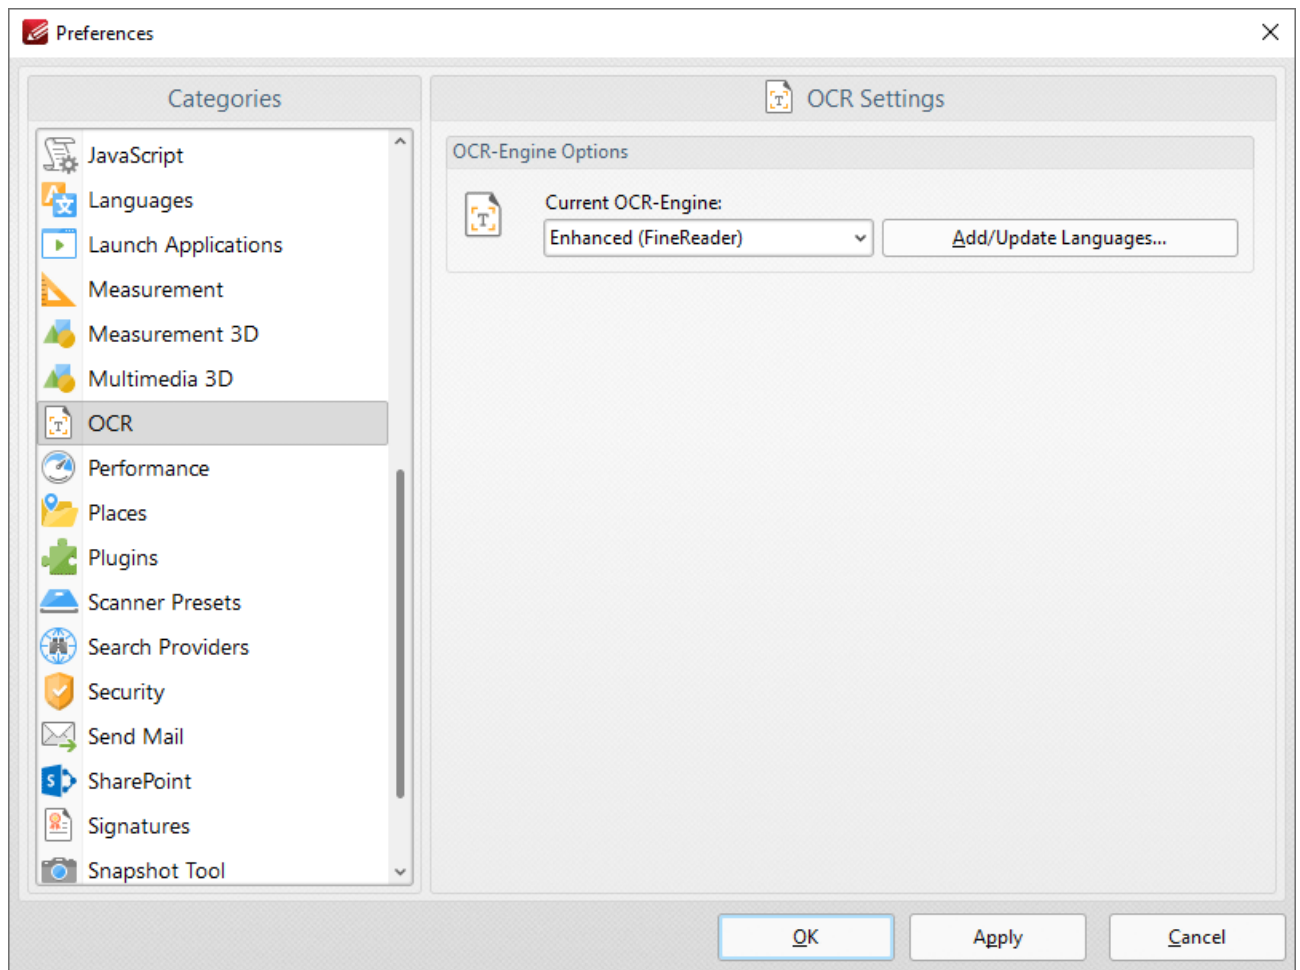 Preferences
Categories
JavaScript
Languages
Launch Applications
Measurement
Measurement 3D
Multimedia 3D
OCR
Performance
Places
Plugins
Scanner Presets
Search Providers
Security
Send Mail
SharePoint
Signatures
Snapshot Tool
OCR Settings
OCR-Engine Options
Current OCR-Engine:
Enhanced (FineReader)
Add/Update Languages...
OK
Apply
Cancel